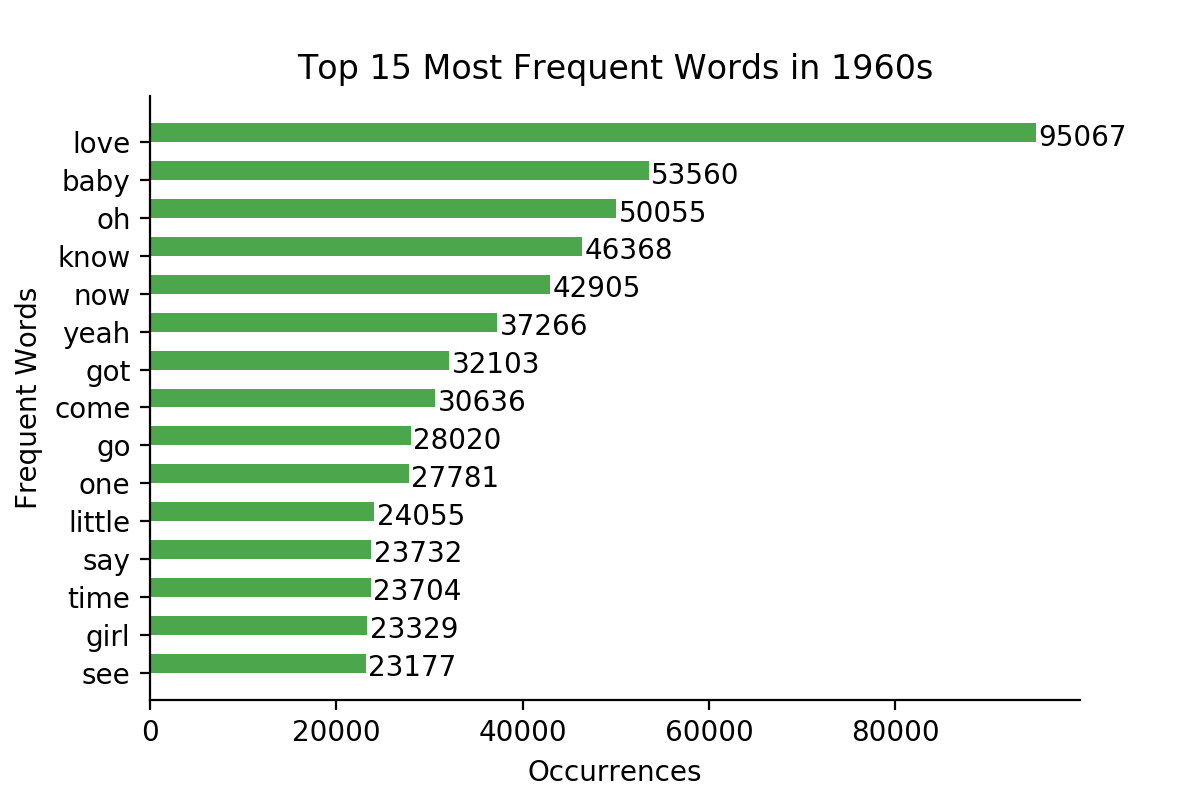 Top 15 Most Frequent Words in 1960s
Frequent Words
love 95067
baby 53560
oh 50055
know 46368
now 42905
yeah 37266
got 32103
come 30636
go 28020
one 27781
little 24055
say 23732
time 23704
girl 23329
see 23177
0 20000 40000 60000 80000
Occurrences